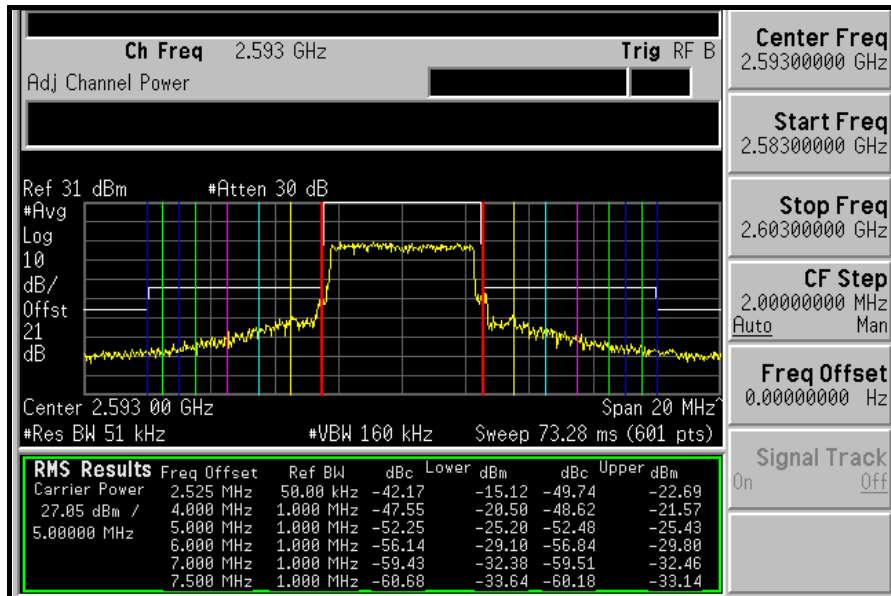 Ch Freq 2.593 GHz Trig RF B
Adj Channel Power
Ref 31 dBm #Atten 30 dB
#Avg
Log
10
dB/
Offst
21
dB
Center 2.593 00 GHz Span 20 MHz^
#Res BW 51 kHz #VBW 160 kHz Sweep 73.28 ms (601 pts)
RMS Results Freq Offset Ref BW dBc Lower dBm dBc Upper dBm
Carrier Power 2.525 MHz 50.00 kHz -42.17 -15.12 -49.74 -22.69
27.05 dBm / 4.000 MHz 1.000 MHz -47.55 -20.50 -48.62 -21.57
5.00000 MHz 5.000 MHz 1.000 MHz -52.25 -25.20 -52.48 -25.43
6.000 MHz 1.000 MHz -56.14 -29.10 -56.84 -29.80
7.000 MHz 1.000 MHz -59.43 -32.38 -59.51 -32.46
7.500 MHz 1.000 MHz -60.68 -33.64 -60.18 -33.14
Center Freq
2.59300000 GHz
Start Freq
2.58300000 GHz
Stop Freq
2.60300000 GHz
CF Step
2.00000000 MHz
Auto Man
Freq Offset
0.00000000 Hz
Signal Track
On Off